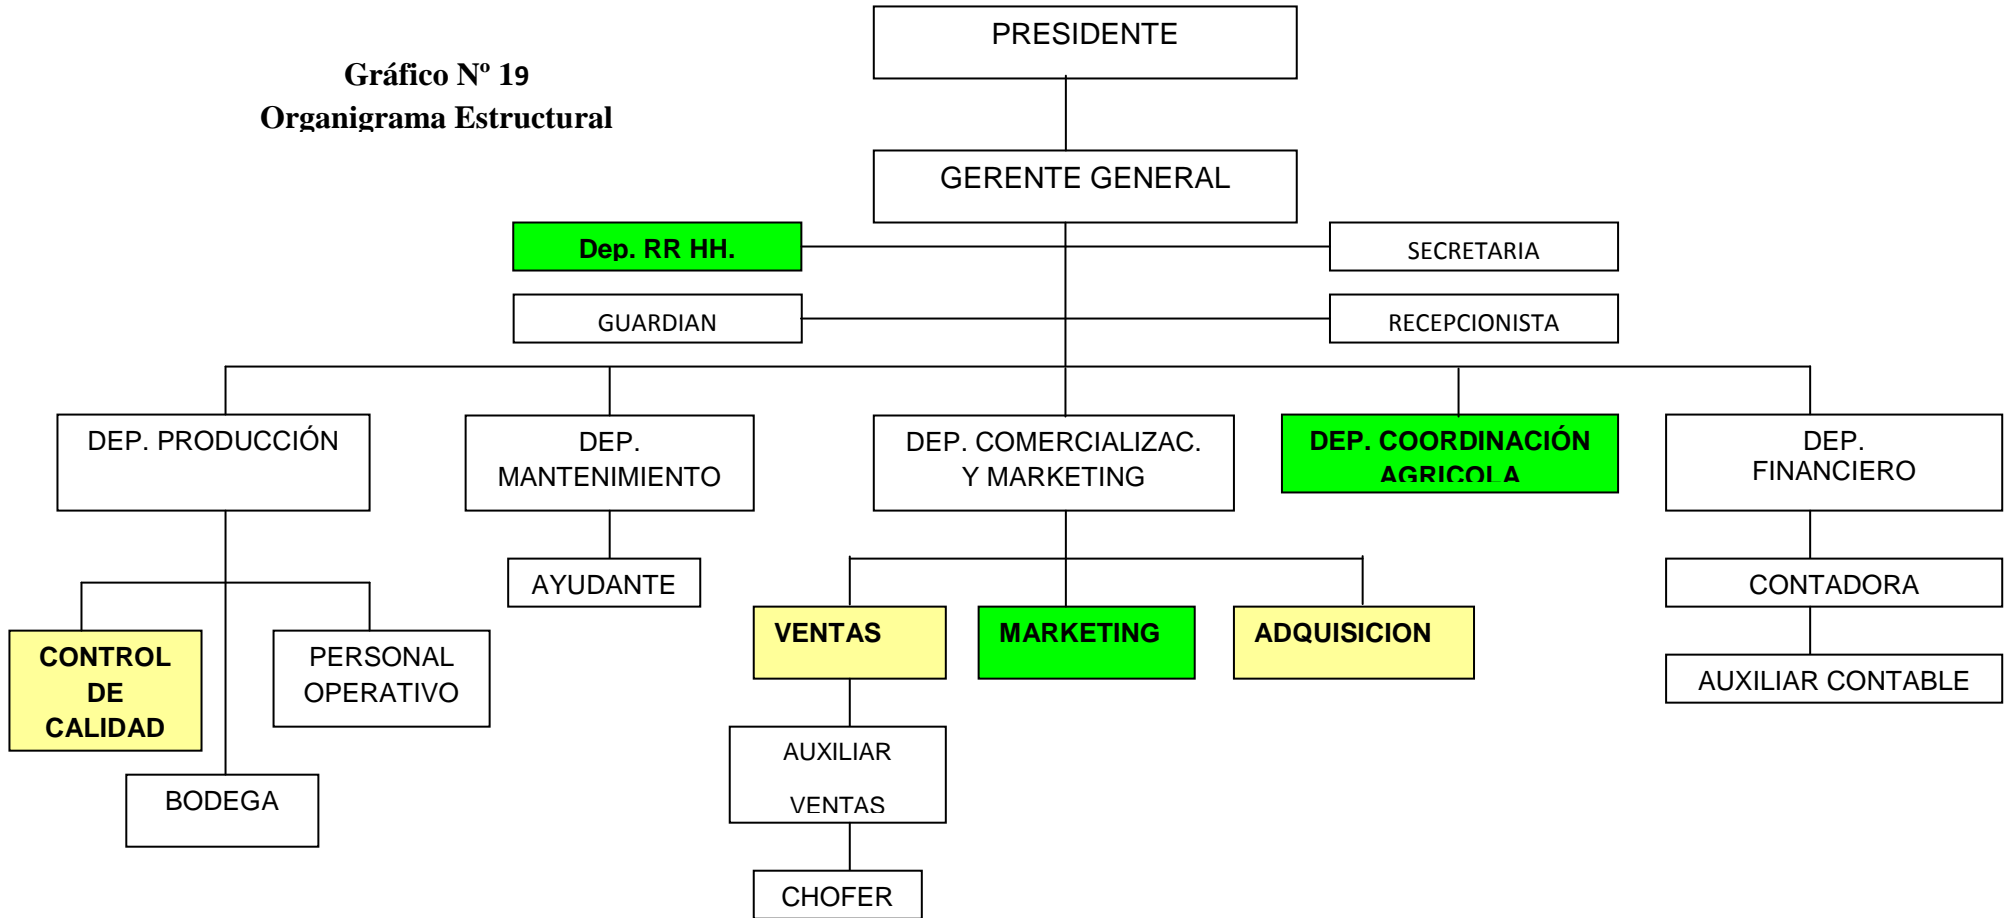 PRESIDENTE
Gráfico Nº 19
Organigrama Estructural
GERENTE GENERAL
Dep. RR HH.
SECRETARIA
GUARDIAN
RECEPCIONISTA
DEP. PRODUCCIÓN
DEP.
MANTENIMIENTO
DEP. COMERCIALIZAC.
Y MARKETING
DEP. COORDINACIÓN
AGRICOLA
DEP.
FINANCIERO
AYUDANTE
CONTADORA
CONTROL
DE
CALIDAD
PERSONAL
OPERATIVO
VENTAS
MARKETING
ADQUISICION
AUXILIAR CONTABLE
BODEGA
AUXILIAR
VENTAS
CHOFER